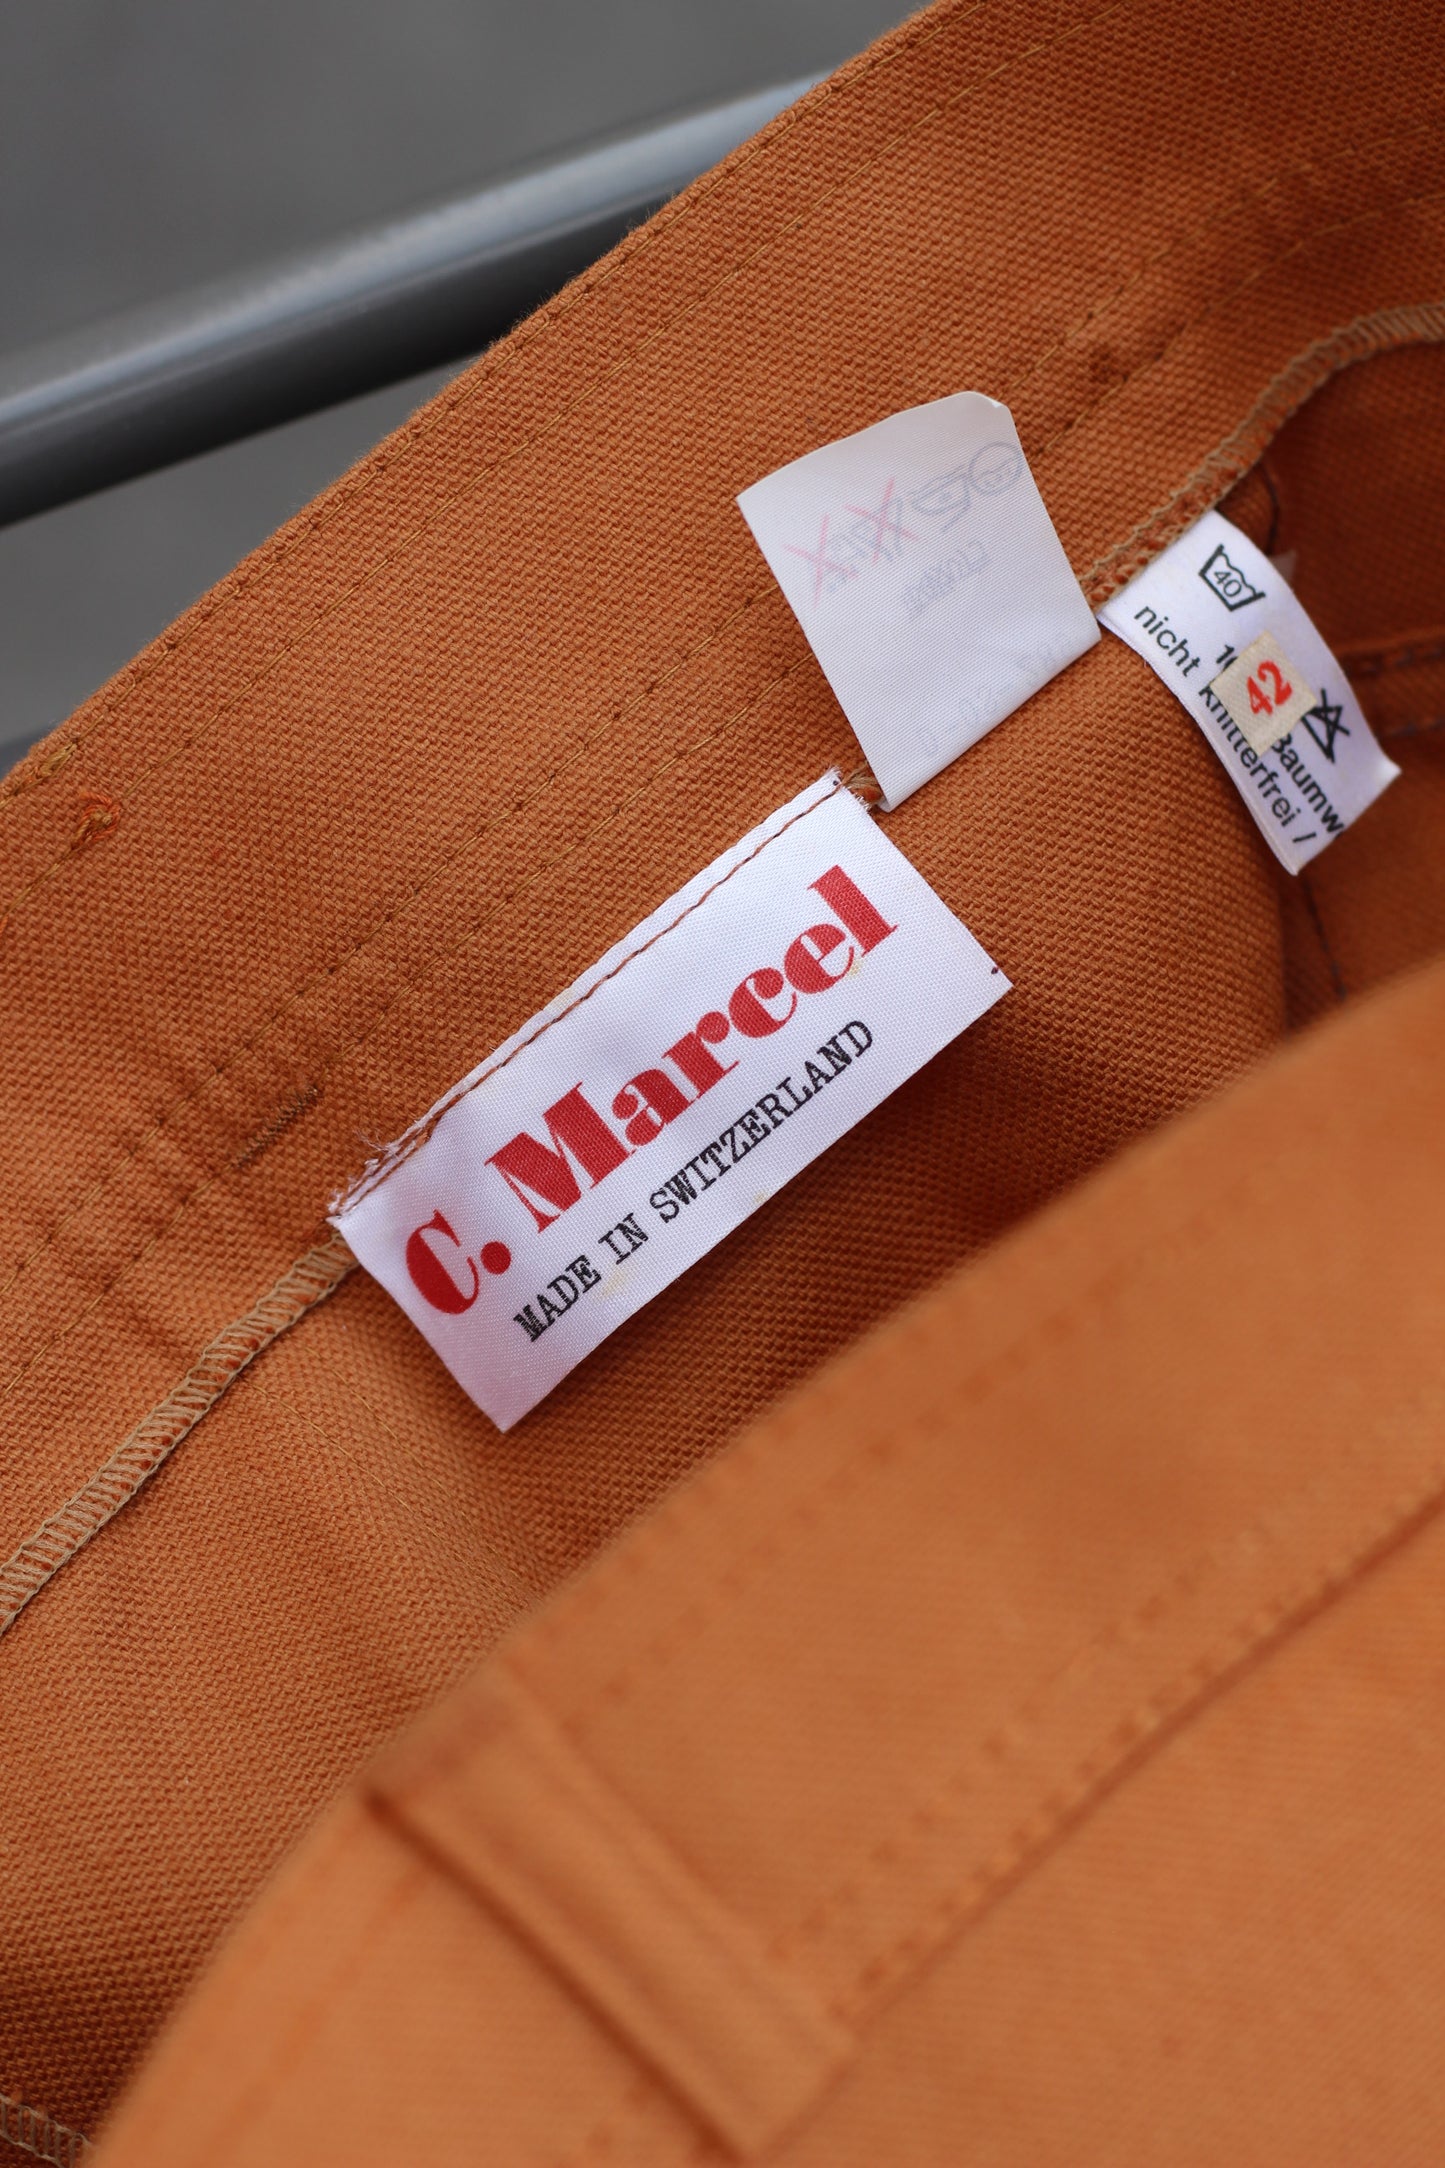 C. Marcel
MADE IN SWITZERLAND
40
42
Baumw
nicht knitterfrei /